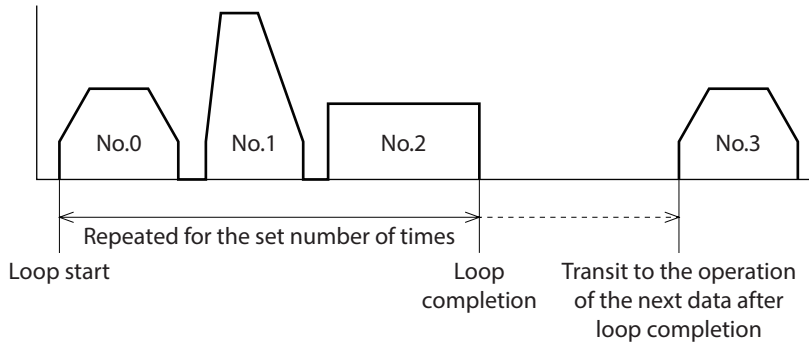 No.0
No.1
No.2
No.3
Repeated for the set number of times
Loop start
Loop
completion
Transit to the operation
of the next data after
loop completion